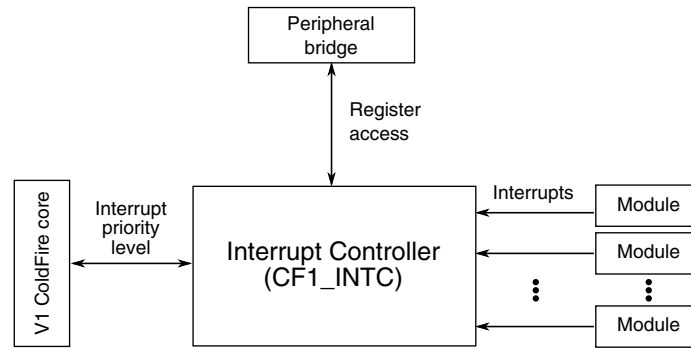 Peripheral
bridge
Register
access
V1 ColdFire core
Interrupt
priority
level
Interrupt Controller
(CF1_INTC)
Interrupts
Module
Module
Module